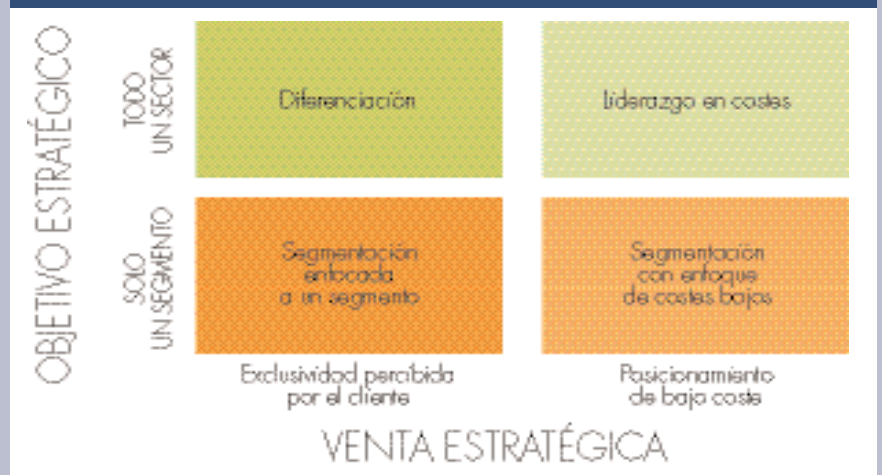 OBJETIVO ESTRATÉGICO
TODO
UN SECTOR
Diferenciación
Liderazgo en costes
SOLO
UN SEGMENTO
Segmentación
enfocada
a un segmento
Segmentación
con enfoque
de costes bajos
Exclusividad percibida
por el cliente
Posicionamiento
de bajo coste
VENTA ESTRATÉGICA